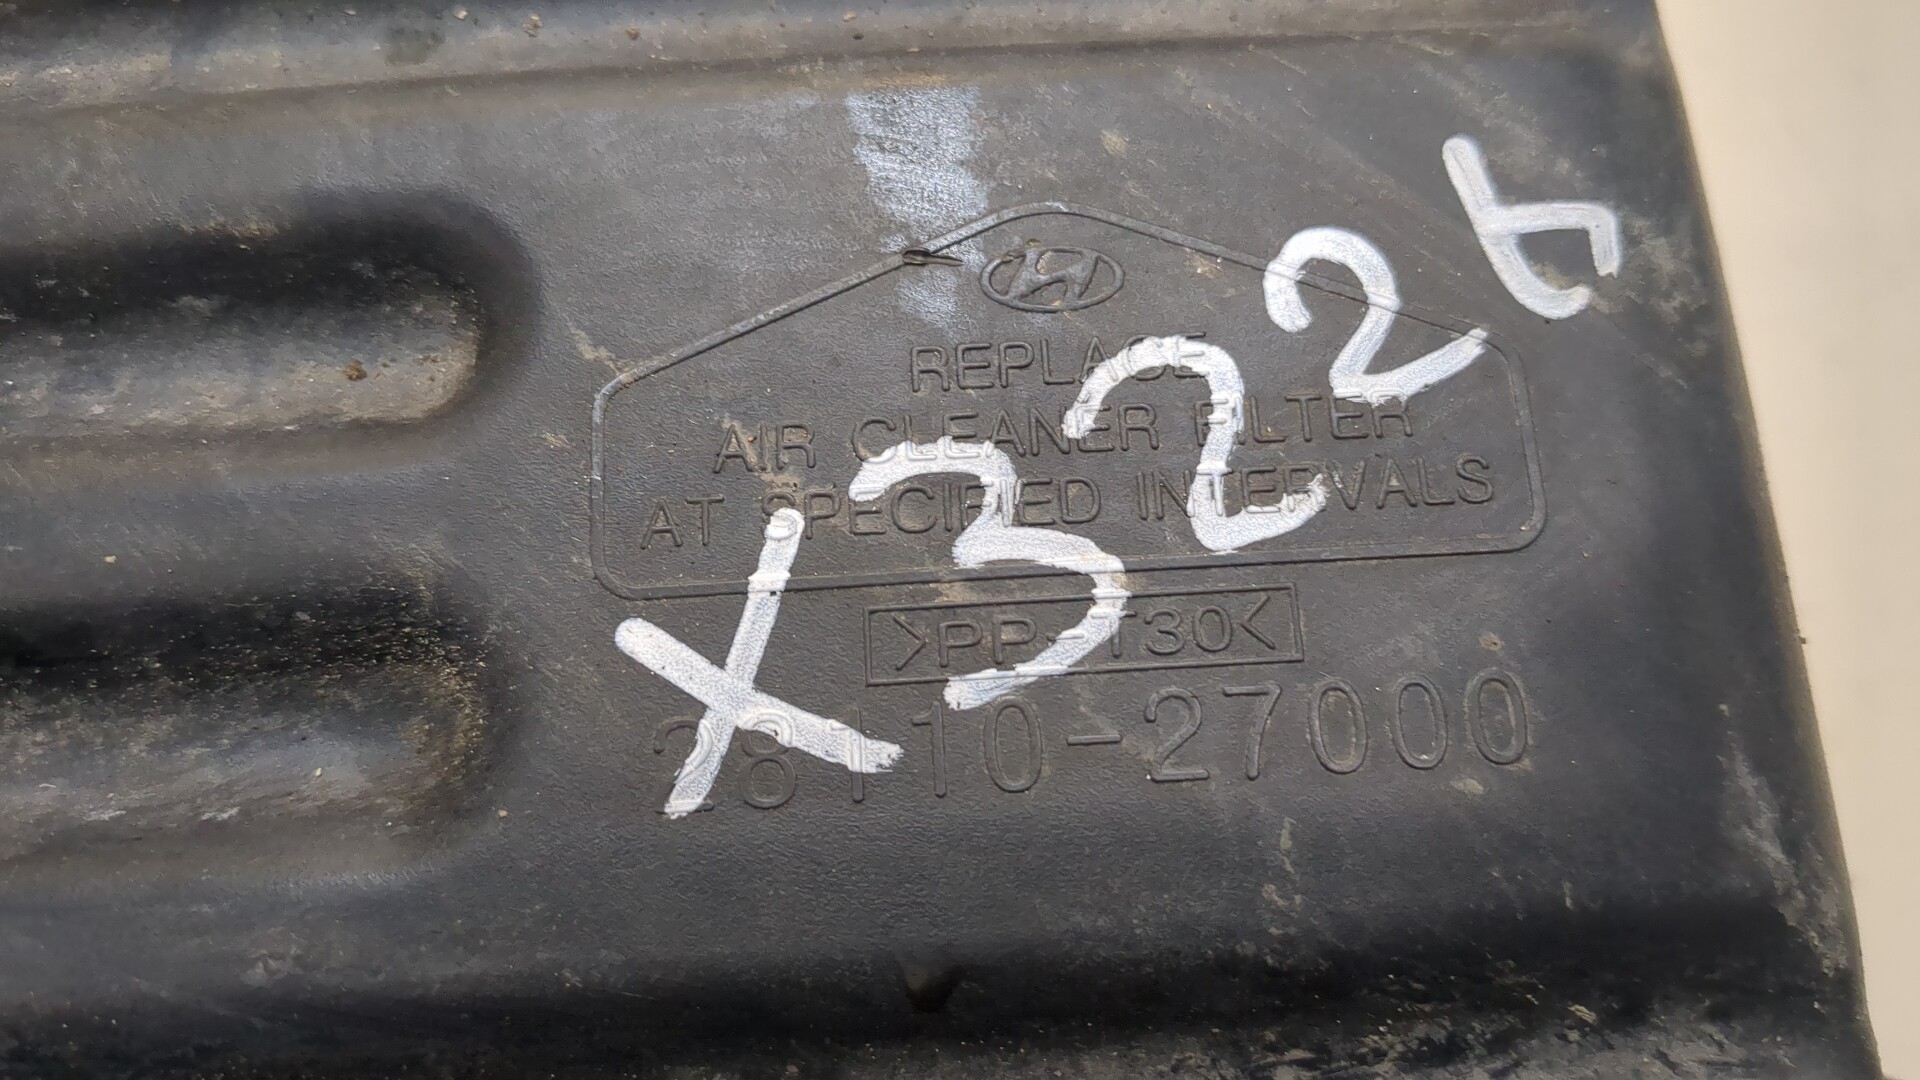 REPLACE
AIR CLEANER FILTER
AT SPECIFIED INTERVALS
>PP-T30<
28110-27000
X322